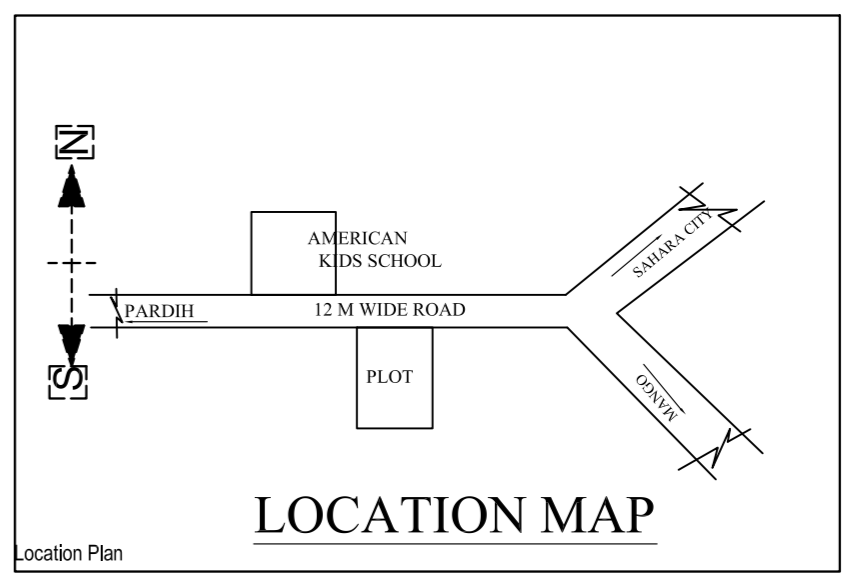 N
AMERICAN
KIDS SCHOOL
SAHARA CITY
PARDIH
12 M WIDE ROAD
S
PLOT
MANGO
LOCATION MAP
Location Plan